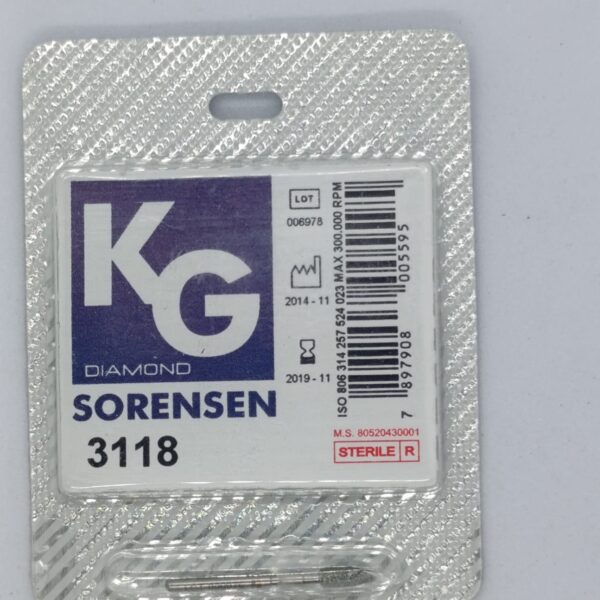 KG
DIAMOND
SORENSEN
3118
LOT
006978
2014 - 11
2019 - 11
ISO 806 314 257 524 023 MAX 300.000 RPM
7 897908 005595
M.S. 80520430001
STERILE R